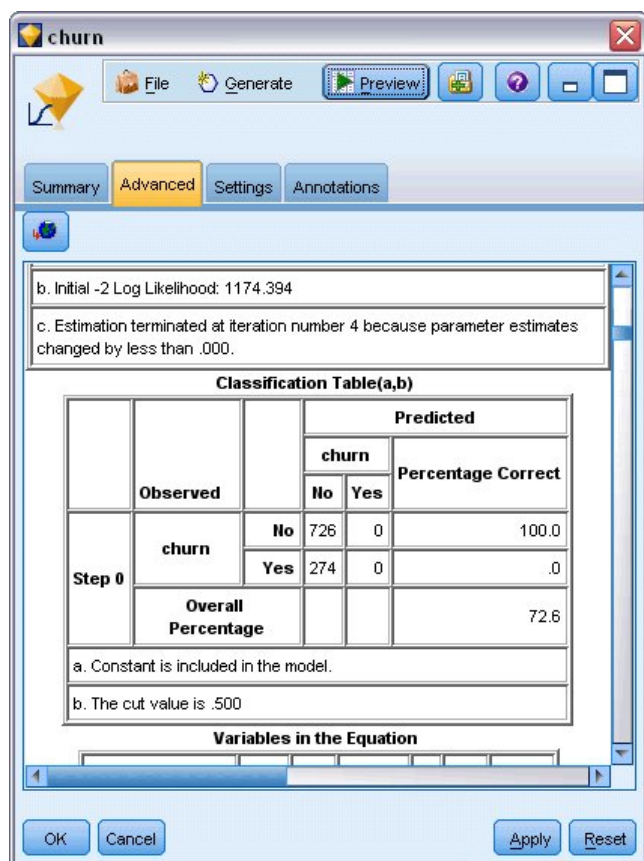 churn
File Generate Preview
Summary Advanced Settings Annotations
b. Initial -2 Log Likelihood: 1174.394
c. Estimation terminated at iteration number 4 because parameter estimates
changed by less than .000.
Classification Table(a,b)
Predicted
churn
Percentage Correct
Observed No Yes
Step 0 churn No 726 0 100.0
Yes 274 0 .0
Overall
Percentage
72.6
a. Constant is included in the model.
b. The cut value is .500
Variables in the Equation
OK Cancel Apply Reset